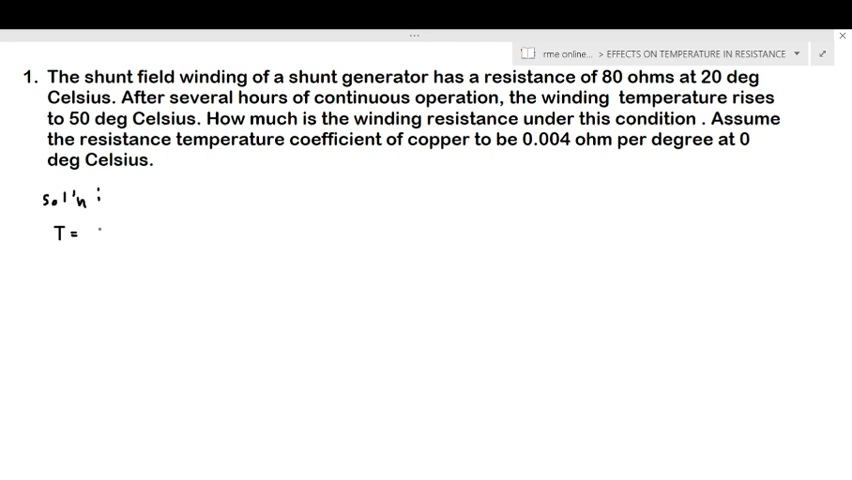 rme online... > EFFECTS ON TEMPERATURE IN RESISTANCE
1. The shunt field winding of a shunt generator has a resistance of 80 ohms at 20 deg
Celsius. After several hours of continuous operation, the winding temperature rises
to 50 deg Celsius. How much is the winding resistance under this condition . Assume
the resistance temperature coefficient of copper to be 0.004 ohm per degree at 0
deg Celsius.
Sol'n :
T =